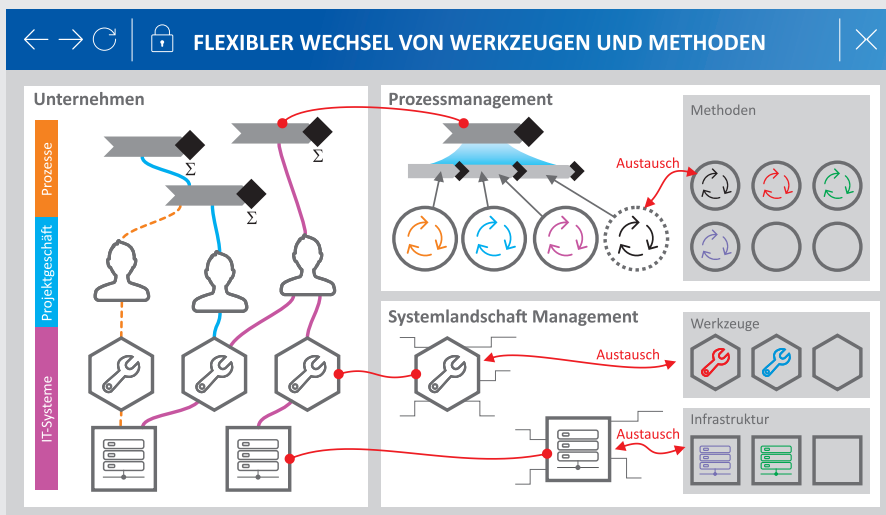 FLEXIBLER WECHSEL VON WERKZEUGEN UND METHODEN
Unternehmen
Prozesse
Projektgeschäft
IT-Systeme
Σ
Σ
Σ
Prozessmanagement
Methoden
Austausch
Systemlandschaft Management
Werkzeuge
Austausch
Infrastruktur
Austausch